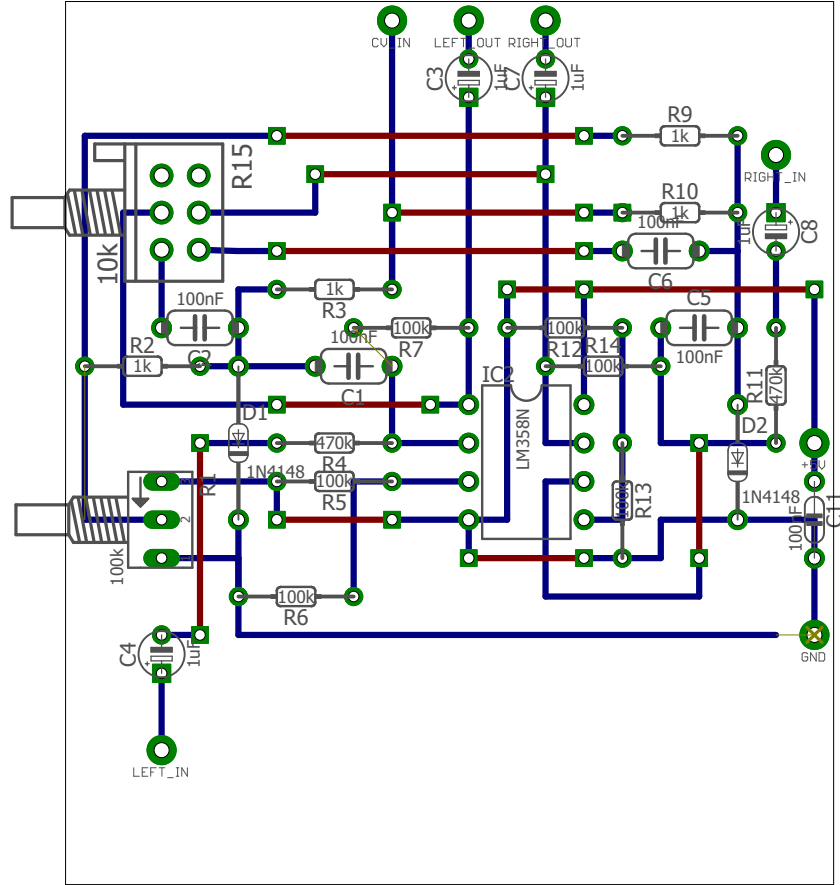 CV_IN
LEFT_OUT
RIGHT_OUT
C3
1uF
C7
1uF
R9
1k
R15
10k
RIGHT_IN
R10
1k
1uF
C8
100nF
C6
R3
1k
100nF
C2
R2
1k
100nF
C1
100k
R7
100k
R12
R14
100k
C5
100nF
R11
470k
IC2
LM358N
D1
1N4148
R4
470k
R5
100k
R1
100k
2
D2
1N4148
R13
100k
C11
100nF
R6
100k
C4
1uF
GND
LEFT_IN